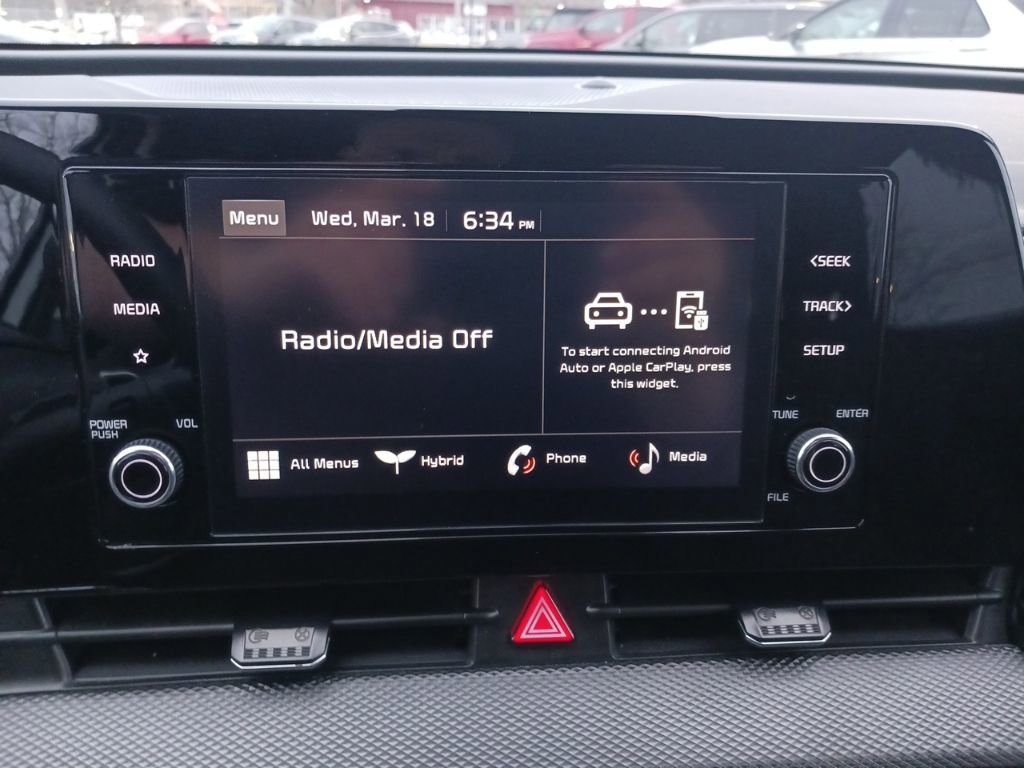 Menu Wed, Mar. 18 6:34 PM
RADIO
MEDIA
POWER
PUSH
VOL
Radio/Media Off
To start connecting Android
Auto or Apple CarPlay, press
this widget.
All Menus Hybrid Phone Media
<SEEK
TRACK>
SETUP
TUNE
ENTER
FILE